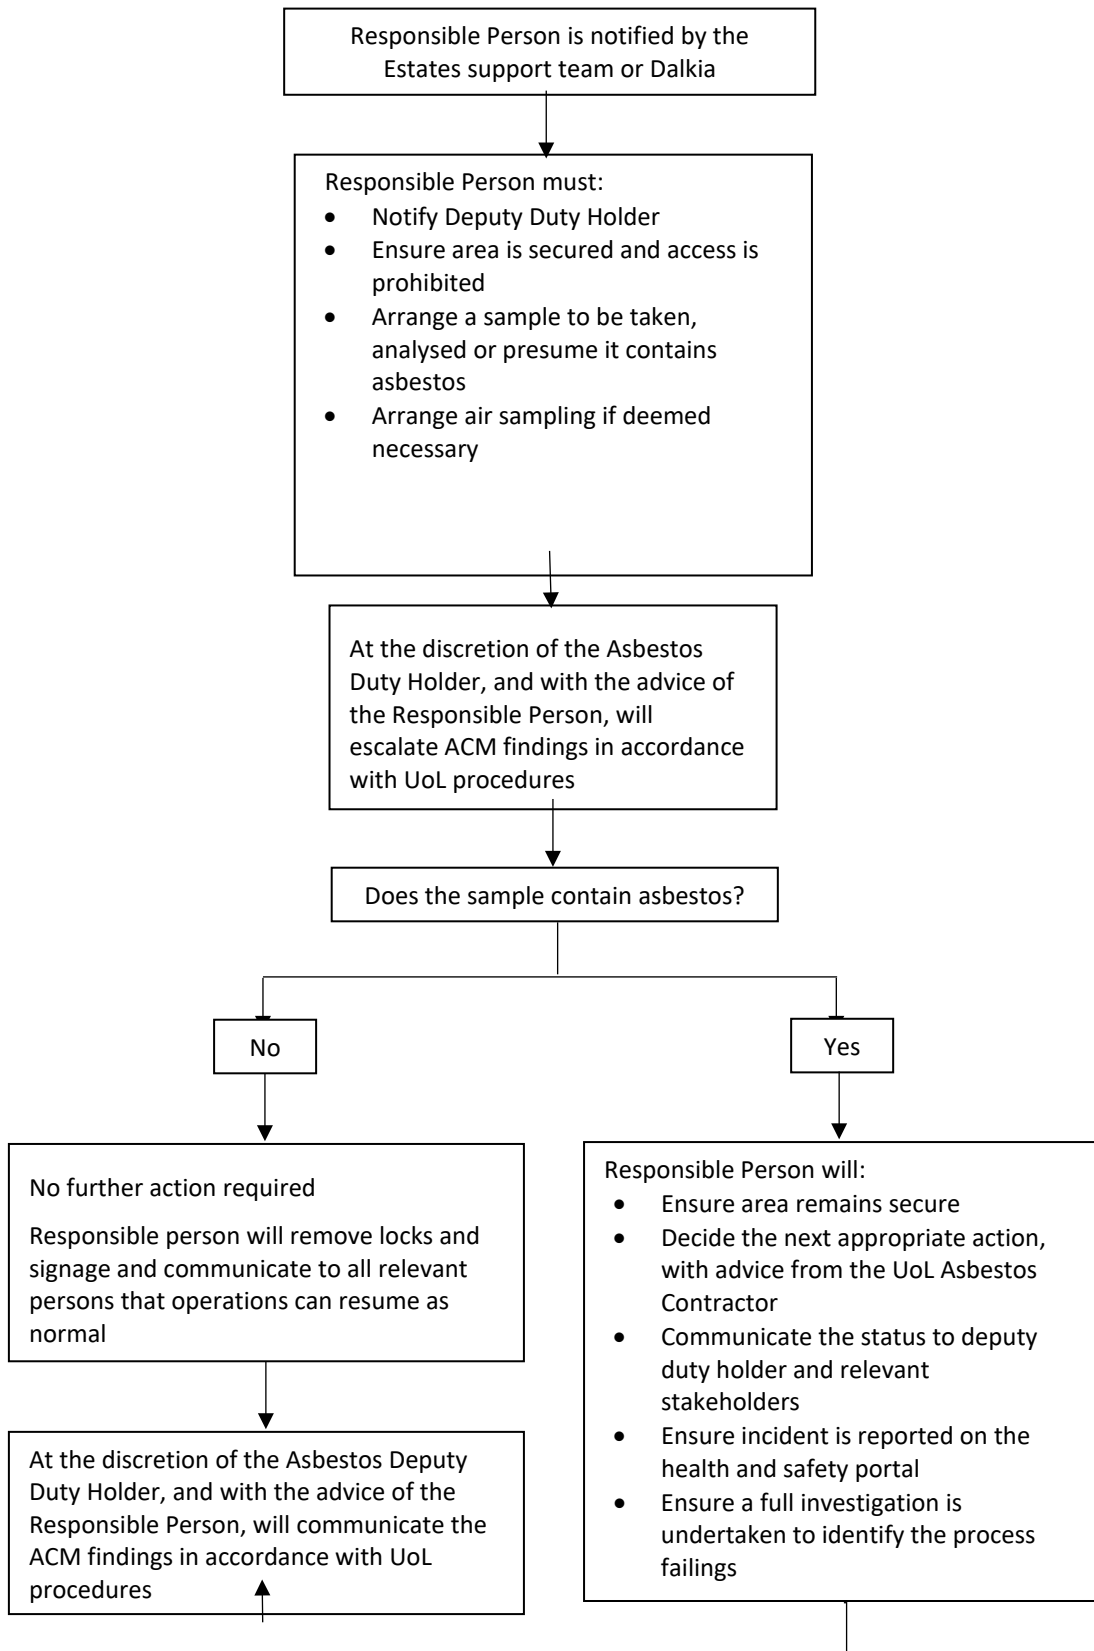 Responsible Person is notified by the
Estates support team or Dalkia
Responsible Person must:
• Notify Deputy Duty Holder
• Ensure area is secured and access is
prohibited
• Arrange a sample to be taken,
analysed or presume it contains
asbestos
• Arrange air sampling if deemed
necessary
At the discretion of the Asbestos
Duty Holder, and with the advice of
the Responsible Person, will
escalate ACM findings in accordance
with UoL procedures
Does the sample contain asbestos?
No
Yes
No further action required
Responsible person will remove locks and
signage and communicate to all relevant
persons that operations can resume as
normal
At the discretion of the Asbestos Deputy
Duty Holder, and with the advice of the
Responsible Person, will communicate the
ACM findings in accordance with UoL
procedures
Responsible Person will:
• Ensure area remains secure
• Decide the next appropriate action,
with advice from the UoL Asbestos
Contractor
• Communicate the status to deputy
duty holder and relevant
stakeholders
• Ensure incident is reported on the
health and safety portal
• Ensure a full investigation is
undertaken to identify the process
failings